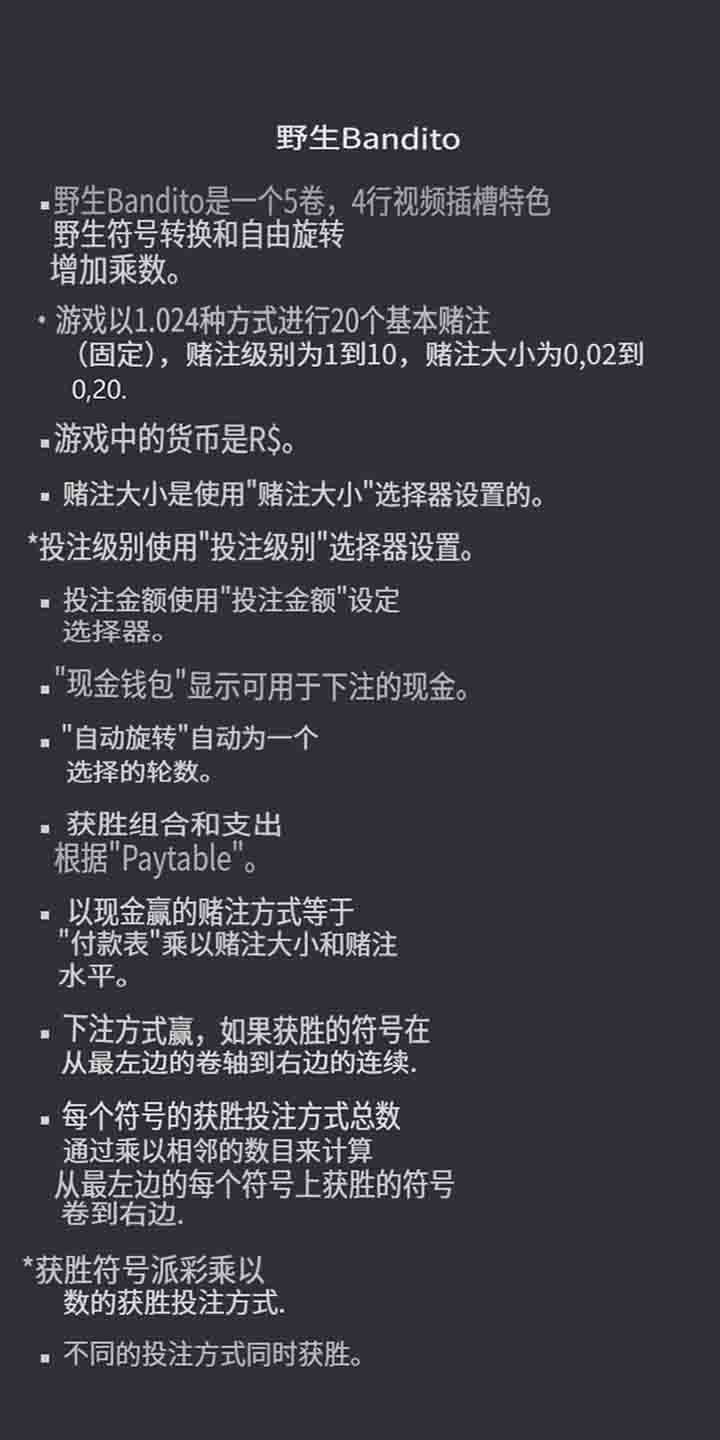 野生Bandito
▪野生Bandito是一个5卷，4行视频插槽特色
野生符号转换和自由旋转
增加乘数。
• 游戏以1.024种方式进行20个基本赌注
（固定），赌注级别为1到10，赌注大小为0,02到
0,20.
▪游戏中的货币是R$。
▪ 赌注大小是使用"赌注大小"选择器设置的。
*投注级别使用"投注级别"选择器设置。
▪ 投注金额使用"投注金额"设定
选择器。
▪"现金钱包"显示可用于下注的现金。
▪ "自动旋转"自动为一个
选择的轮数。
▪ 获胜组合和支出
根据"Paytable"。
▪ 以现金赢的赌注方式等于
"付款表"乘以赌注大小和赌注
水平。
▪ 下注方式赢，如果获胜的符号在
从最左边的卷轴到右边的连续.
▪ 每个符号的获胜投注方式总数
通过乘以相邻的数目来计算
从最左边的每个符号上获胜的符号
卷到右边.
*获胜符号派彩乘以
数的获胜投注方式.
▪ 不同的投注方式同时获胜。